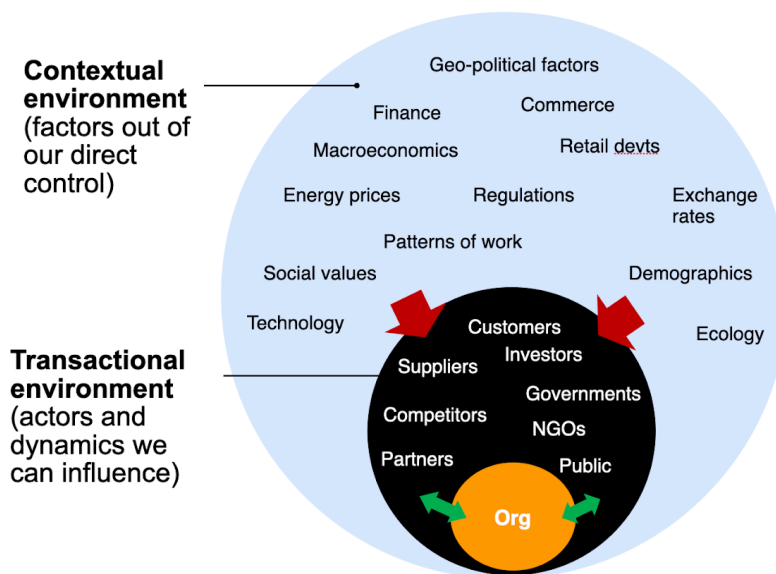 Contextual
environment
(factors out of
our direct
control)
Geo-political factors
Finance
Commerce
Macroeconomics
Retail devts
Energy prices
Regulations
Exchange
rates
Patterns of work
Social values
Demographics
Technology
Ecology
Transactional
environment
(actors and
dynamics we
can influence)
Customers
Investors
Suppliers
Governments
Competitors
NGOs
Partners
Public
Org